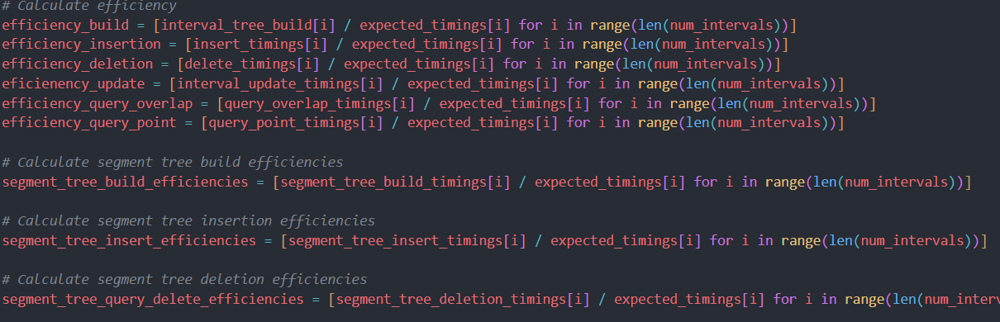 # Calculate efficiency
efficiency_build = [interval_tree_build[i] / expected_timings[i] for i in range(len(num_intervals))]
efficiency_insertion = [insert_timings[i] / expected_timings[i] for i in range(len(num_intervals))]
efficiency_deletion = [delete_timings[i] / expected_timings[i] for i in range(len(num_intervals))]
eficienency_update = [interval_update_timings[i] / expected_timings[i] for i in range(len(num_intervals))]
efficiency_query_overlap = [query_overlap_timings[i] / expected_timings[i] for i in range(len(num_intervals))]
efficiency_query_point = [query_point_timings[i] / expected_timings[i] for i in range(len(num_intervals))]
# Calculate segment tree build efficiencies
segment_tree_build_efficiencies = [segment_tree_build_timings[i] / expected_timings[i] for i in range(len(num_intervals))]
# Calculate segment tree insertion efficiencies
segment_tree_insert_efficiencies = [segment_tree_insert_timings[i] / expected_timings[i] for i in range(len(num_intervals))]
# Calculate segment tree deletion efficiencies
segment_tree_query_delete_efficiencies = [segment_tree_deletion_timings[i] / expected_timings[i] for i in range(len(num_interv